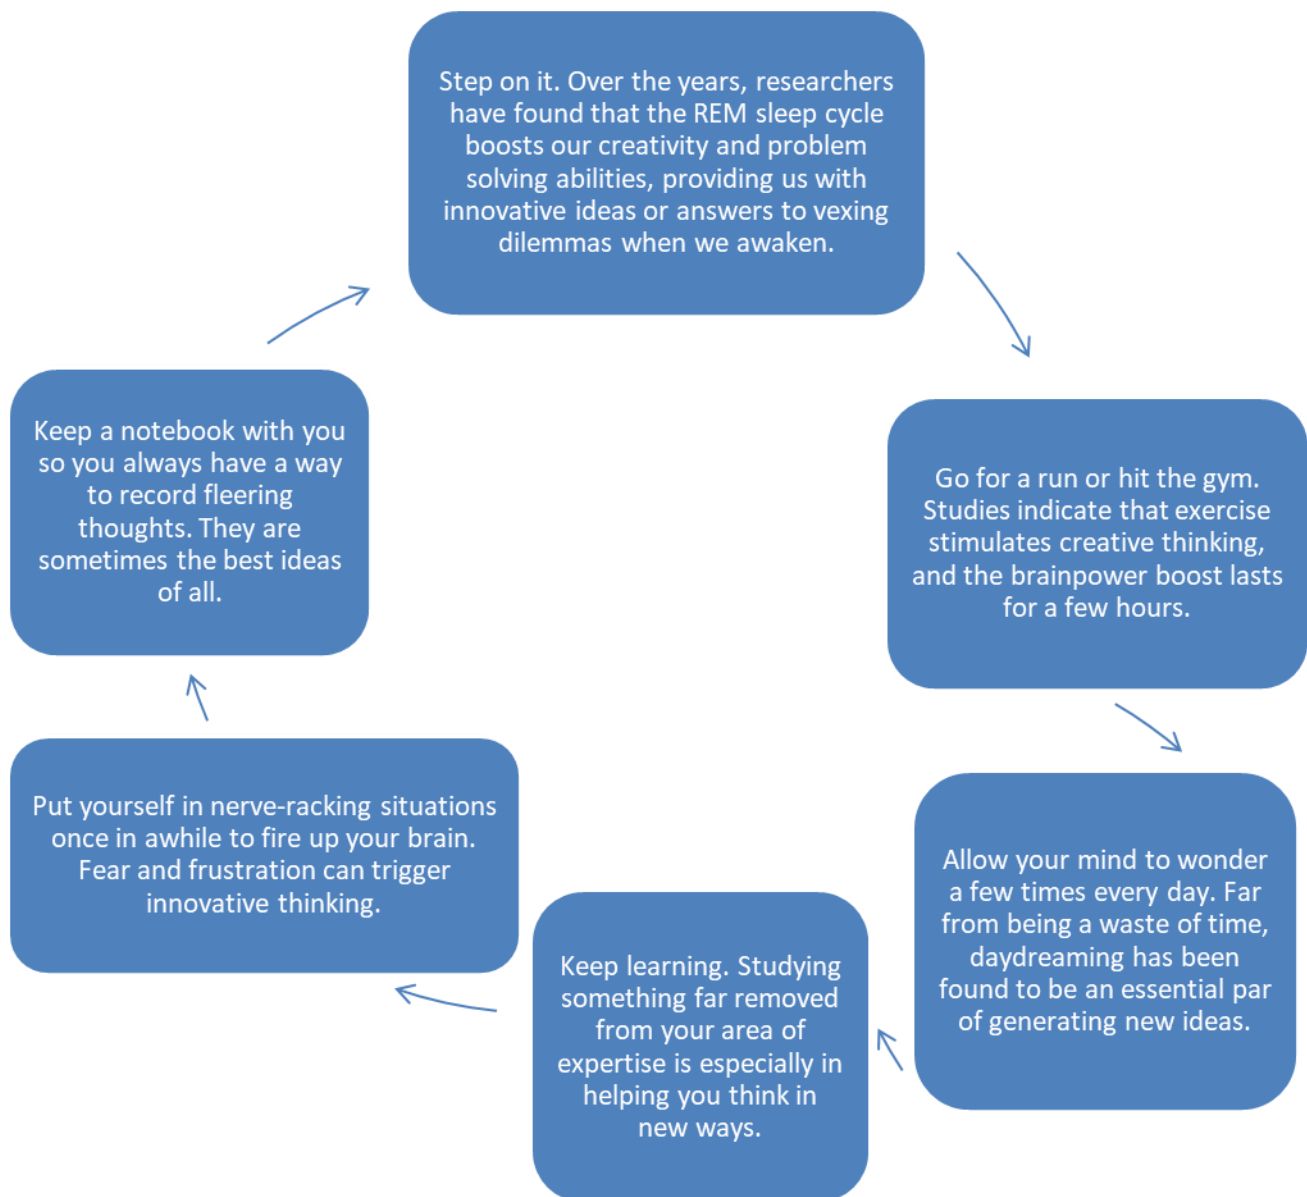 Step on it. Over the years, researchers
have found that the REM sleep cycle
boosts our creativity and problem
solving abilities, providing us with
innovative ideas or answers to vexing
dilemmas when we awaken.
Go for a run or hit the gym.
Studies indicate that exercise
stimulates creative thinking,
and the brainpower boost lasts
for a few hours.
Allow your mind to wonder
a few times every day. Far
from being a waste of time,
daydreaming has been
found to be an essential par
of generating new ideas.
Keep learning. Studying
something far removed
from your area of
expertise is especially in
helping you think in
new ways.
Put yourself in nerve-racking situations
once in awhile to fire up your brain.
Fear and frustration can trigger
innovative thinking.
Keep a notebook with you
so you always have a way
to record fleering
thoughts. They are
sometimes the best ideas
of all.